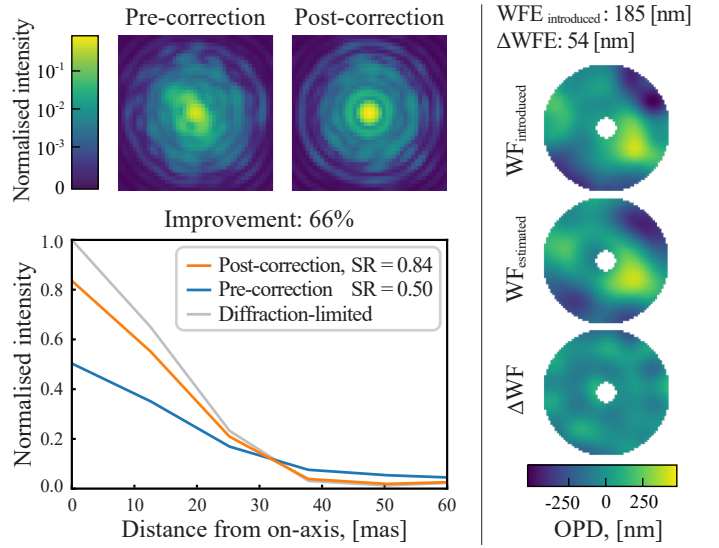 Pre-correction
Post-correction
Normalised intensity
10⁻¹
10⁻²
10⁻³
0
Improvement: 66%
Normalised intensity
1.0
0.8
0.6
0.4
0.2
0.0
Post-correction, SR = 0.84
Pre-correction SR = 0.50
Diffraction-limited
0 10 20 30 40 50 60
Distance from on-axis, [mas]
WFE introduced : 185 [nm]
ΔWFE: 54 [nm]
WF introduced
WF estimated
ΔWF
-250 0 250
OPD, [nm]